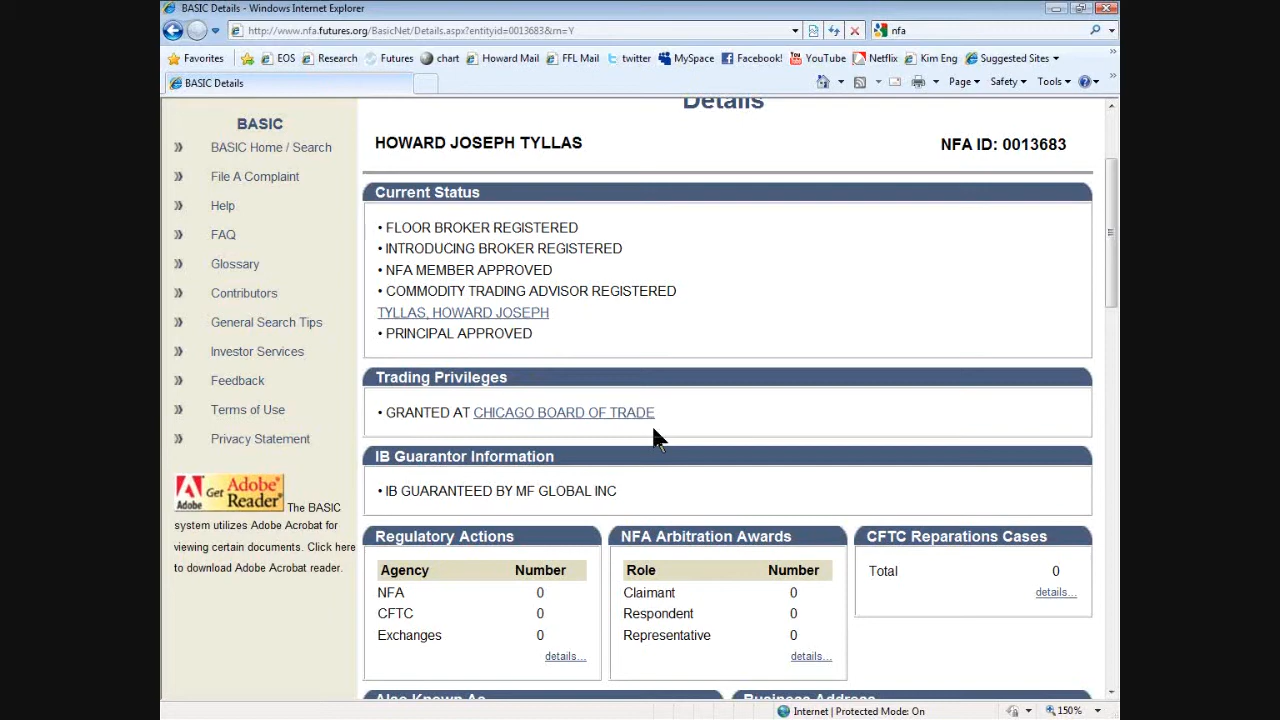 BASIC Details - Windows Internet Explorer
http://www.nfa.futures.org/BasicNet/Details.aspx?entityid=0013683&rn=Y
nfa
Favorites EOS Research Futures chart Howard Mail FFL Mail twitter MySpace Facebook! YouTube Netflix Kim Eng Suggested Sites
BASIC Details
Page Safety Tools
Details
BASIC
BASIC Home / Search
File A Complaint
Help
FAQ
Glossary
Contributors
General Search Tips
Investor Services
Feedback
Terms of Use
Privacy Statement
Adobe
Get Adobe
Reader
The BASIC
system utilizes Adobe Acrobat for
viewing certain documents. Click here
to download Adobe Acrobat reader.
HOWARD JOSEPH TYLLAS NFA ID: 0013683
Current Status
• FLOOR BROKER REGISTERED
• INTRODUCING BROKER REGISTERED
• NFA MEMBER APPROVED
• COMMODITY TRADING ADVISOR REGISTERED
TYLLAS, HOWARD JOSEPH
• PRINCIPAL APPROVED
Trading Privileges
• GRANTED AT CHICAGO BOARD OF TRADE
IB Guarantor Information
• IB GUARANTEED BY MF GLOBAL INC
Regulatory Actions
Agency Number
NFA 0
CFTC 0
Exchanges 0
details...
NFA Arbitration Awards
Role Number
Claimant 0
Respondent 0
Representative 0
details...
CFTC Reparations Cases
Total 0
details...
Also Known As
Business Address
Internet | Protected Mode: On
150%